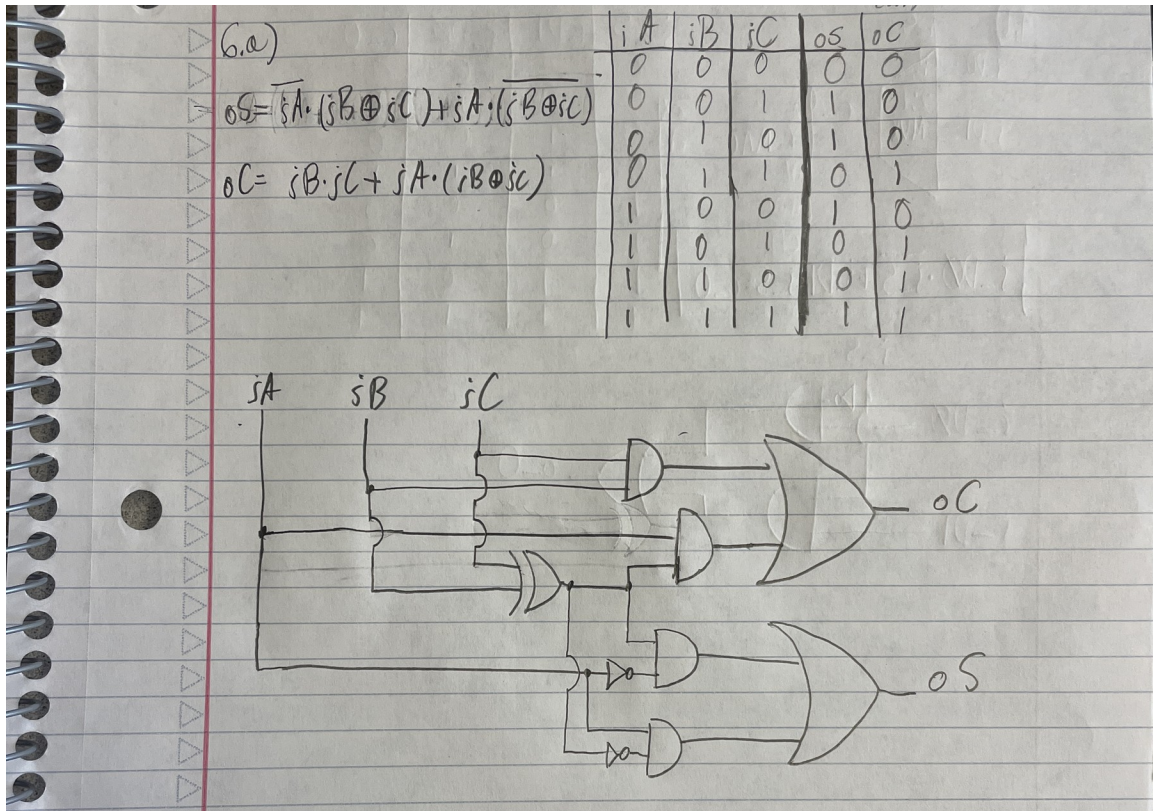 6.a)
oS= i̅A̅·(iB⊕iC)+iA·(i̅B̅⊕̅i̅C̅)
oC= iB·iC+ iA·(iB⊕iC)
iA iB iC oS oC
0 0 0 0 0
0 0 1 1 0
0 1 0 1 0
0 1 1 0 1
1 0 0 1 0
1 0 1 0 1
1 1 0 0 1
1 1 1 1 1
iA iB iC
oC
oS